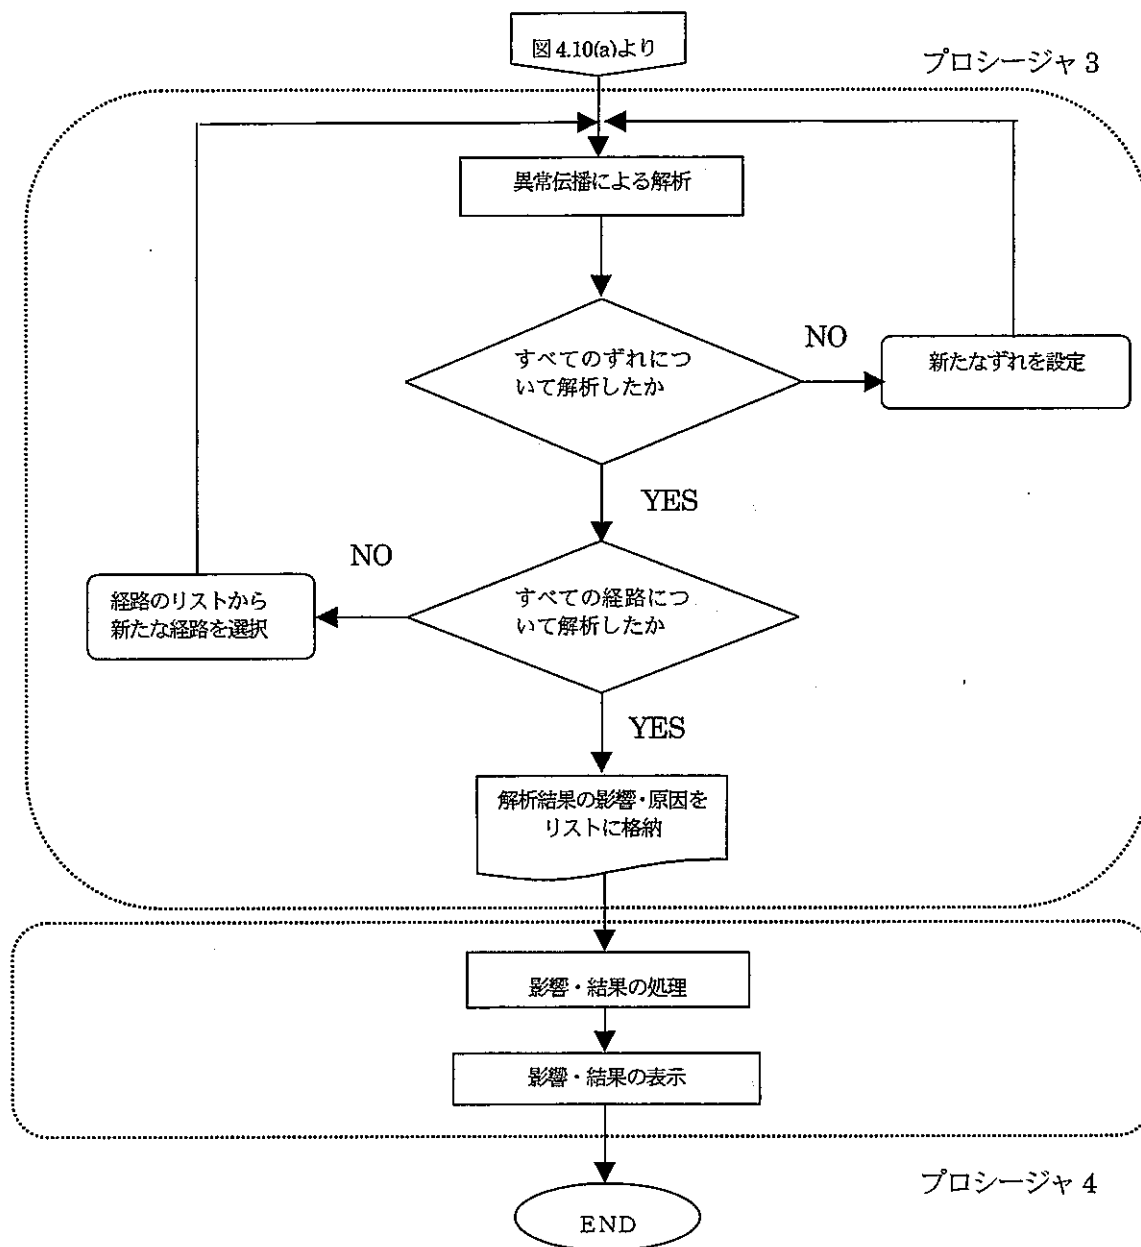 図4.10(a)より
プロシージャ 3
異常伝播による解析
すべてのずれにつ
いて解析したか
NO
新たなずれを設定
YES
NO
経路のリストから
新たな経路を選択
すべての経路につ
いて解析したか
YES
解析結果の影響・原因を
リストに格納
影響・結果の処理
影響・結果の表示
プロシージャ 4
END